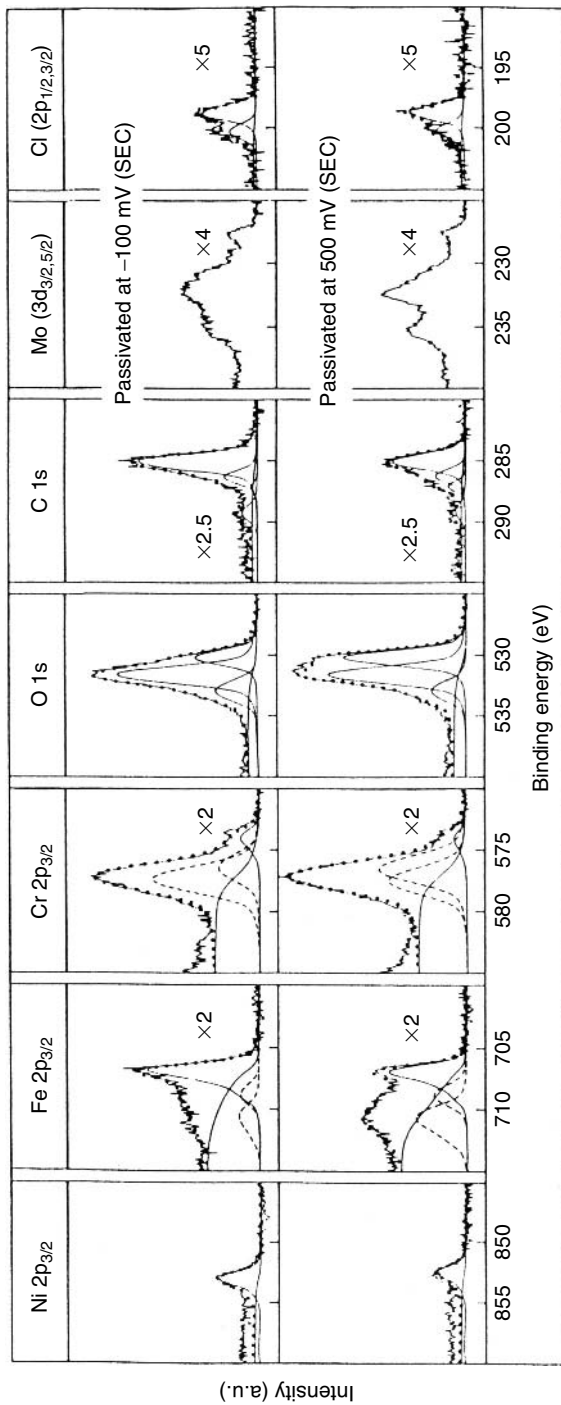 Ni 2p3/2
Fe 2p3/2
Cr 2p3/2
O 1s
C 1s
Mo (3d3/2,5/2)
Cl (2p1/2,3/2)
×2
×2
×2.5
×4
×5
Passivated at –100 mV (SEC)
×2
×2
×2.5
×4
×5
Passivated at 500 mV (SEC)
855
850
710
705
580
575
535
530
290
285
235
230
200
195
Binding energy (eV)
Intensity (a.u.)